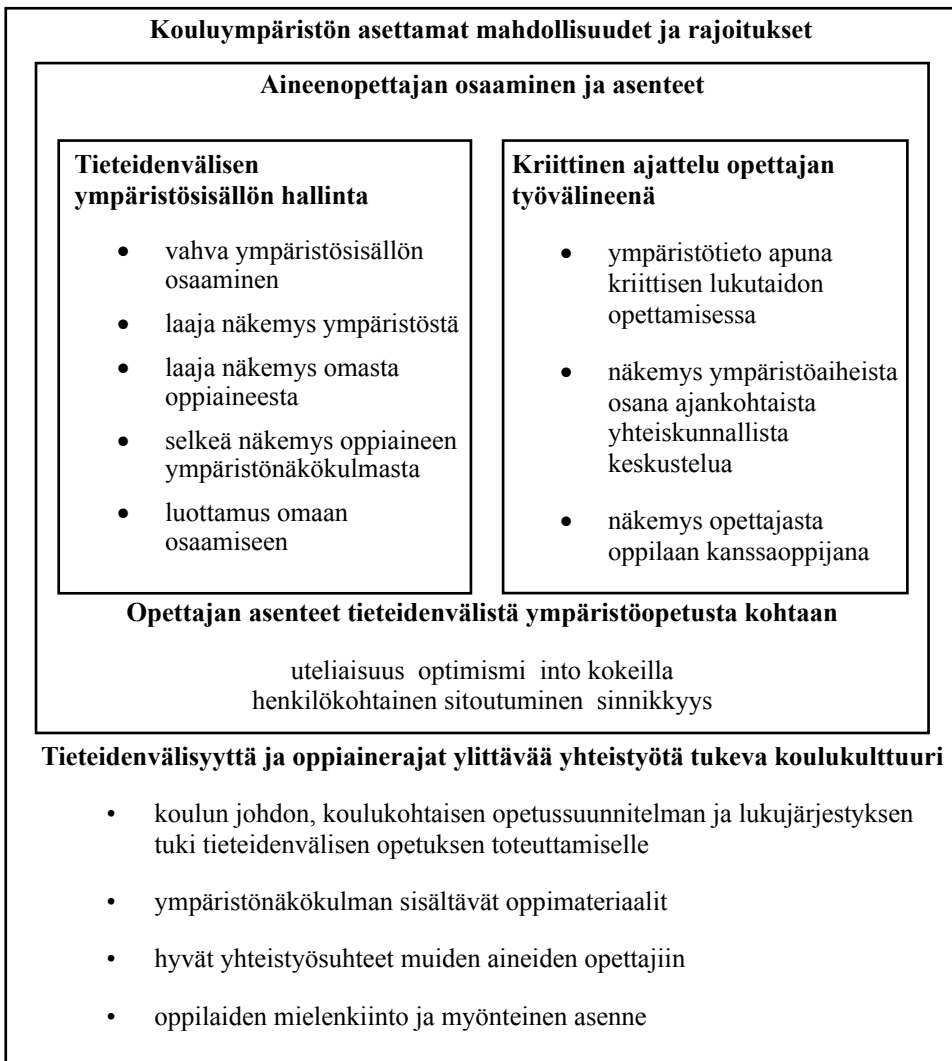 Kouluympäristön asettamat mahdollisuudet ja rajoitukset
Aineenopettajan osaaminen ja asenteet
Tieteidenvälisen
ympäristösisällön hallinta
• vahva ympäristösisällön
osaaminen
• laaja näkemys ympäristöstä
• laaja näkemys omasta
oppiaineesta
• selkeä näkemys oppiaineen
ympäristönäkökulmasta
• luottamus omaan
osaamiseen
Kriittinen ajattelu opettajan
työvälineenä
• ympäristötieto apuna
kriittisen lukutaidon
opettamisessa
• näkemys ympäristöaiheista
osana ajankohtaista
yhteiskunnallista
keskustelua
• näkemys opettajasta
oppilaan kanssaoppijana
Opettajan asenteet tieteidenvälistä ympäristöopetusta kohtaan
uteliaisuus optimismi into kokeilla
henkilökohtainen sitoutuminen sinnikkyys
Tieteidenvälisyyttä ja oppiainerajat ylittävää yhteistyötä tukeva koulukulttuuri
• koulun johdon, koulukohtaisen opetussuunnitelman ja lukujärjestyksen
tuki tieteidenvälisen opetuksen toteuttamiselle
• ympäristönäkökulman sisältävät oppimateriaalit
• hyvät yhteistyösuhteet muiden aineiden opettajiin
• oppilaiden mielenkiinto ja myönteinen asenne